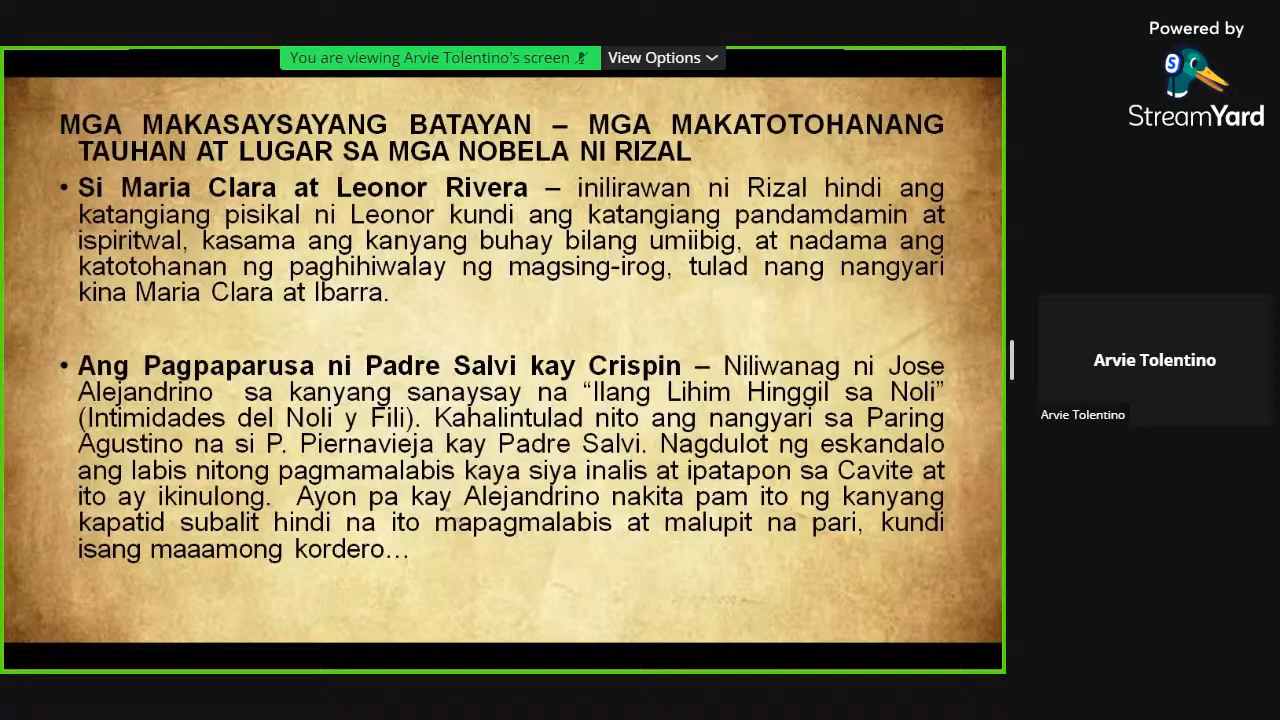 Powered by
StreamYard
You are viewing Arvie Tolentino's screen
View Options
MGA MAKASAYSAYANG BATAYAN – MGA MAKATOTOHANANG
TAUHAN AT LUGAR SA MGA NOBELA NI RIZAL
• Si Maria Clara at Leonor Rivera – inilirawan ni Rizal hindi ang
katangiang pisikal ni Leonor kundi ang katangiang pandamdamin at
ispiritwal, kasama ang kanyang buhay bilang umiibig, at nadama ang
katotohanan ng paghihiwalay ng magsing-irog, tulad nang nangyari
kina Maria Clara at Ibarra.
• Ang Pagpaparusa ni Padre Salvi kay Crispin – Niliwanag ni Jose
Alejandrino sa kanyang sanaysay na “Ilang Lihim Hinggil sa Noli”
(Intimidades del Noli y Fili). Kahalintulad nito ang nangyari sa Paring
Agustino na si P. Piernavieja kay Padre Salvi. Nagdulot ng eskandalo
ang labis nitong pagmamalabis kaya siya inalis at ipatapon sa Cavite at
ito ay ikinulong. Ayon pa kay Alejandrino nakita pam ito ng kanyang
kapatid subalit hindi na ito mapagmalabis at malupit na pari, kundi
isang maaamong kordero…
Arvie Tolentino
Arvie Tolentino